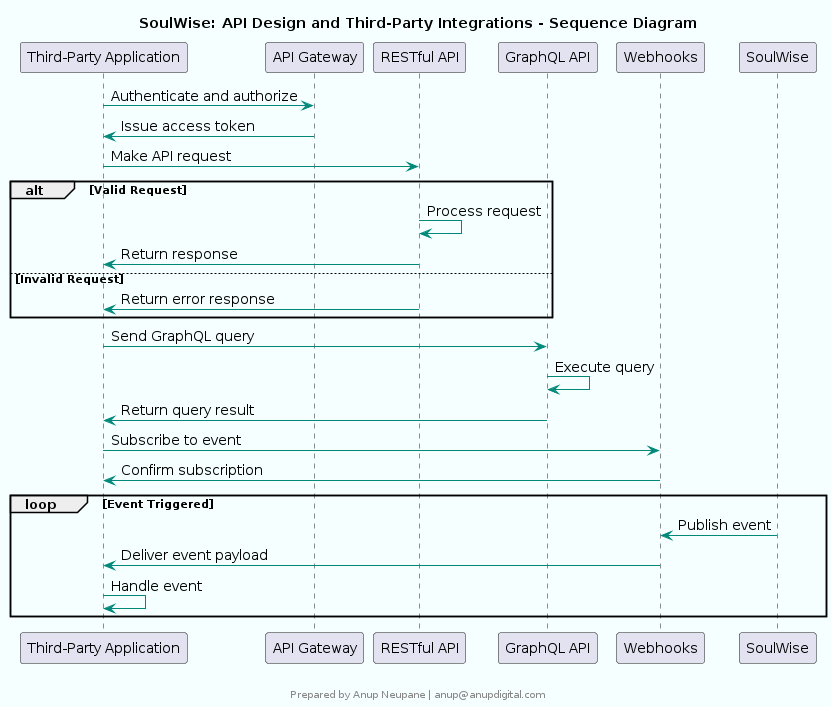 SoulWise: API Design and Third-Party Integrations - Sequence Diagram
Third-Party Application API Gateway RESTful API GraphQL API Webhooks SoulWise
Authenticate and authorize
Issue access token
Make API request
alt [Valid Request]
Process request
Return response
[Invalid Request]
Return error response
Send GraphQL query
Execute query
Return query result
Subscribe to event
Confirm subscription
loop [Event Triggered]
Publish event
Deliver event payload
Handle event
Third-Party Application API Gateway RESTful API GraphQL API Webhooks SoulWise
Prepared by Anup Neupane | anup@anupdigital.com